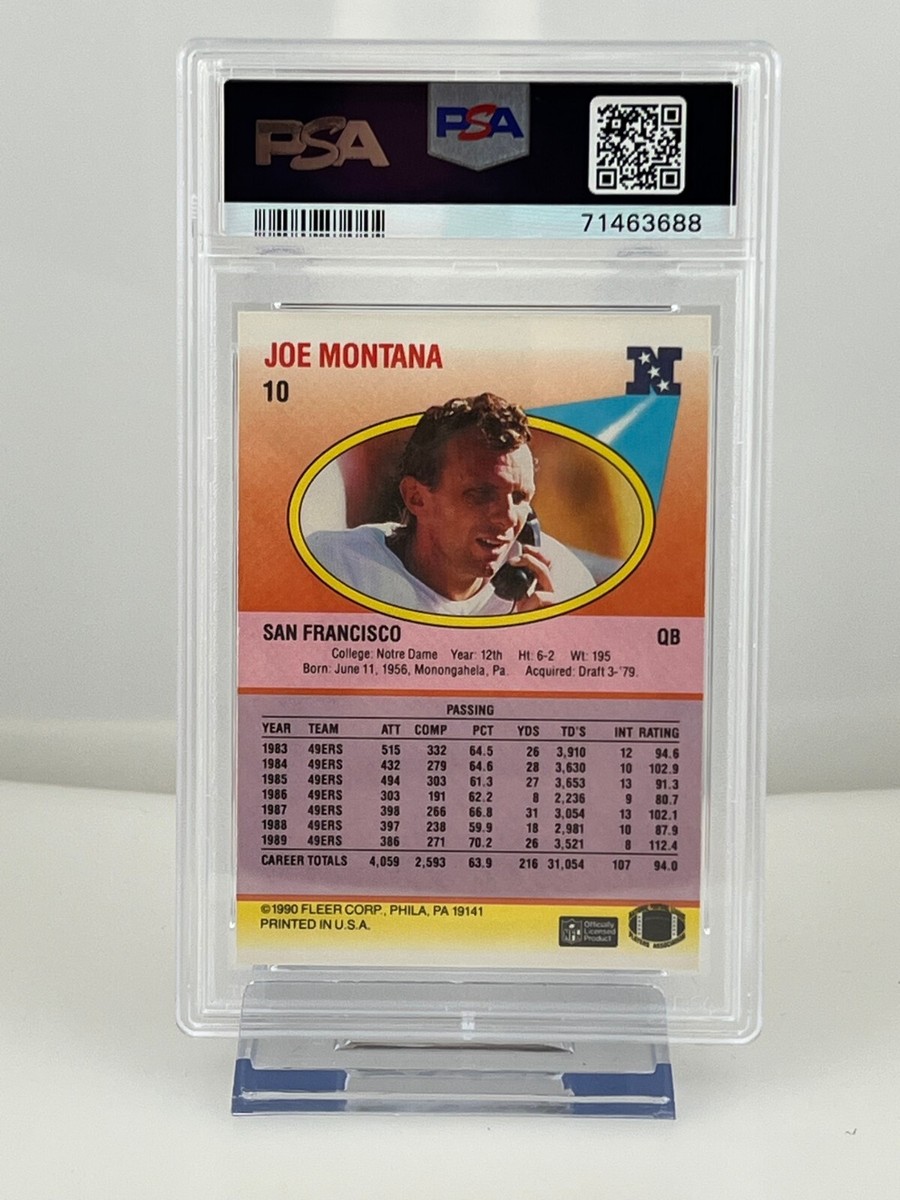 PSA PSA
71463688
JOE MONTANA
N
10
SAN FRANCISCO QB
College: Notre Dame Year: 12th Ht: 6-2 Wt: 195
Born: June 11, 1956, Monongahela, Pa. Acquired: Draft 3-'79.
PASSING
YEAR TEAM ATT COMP PCT YDS TD'S INT RATING
1983 49ERS 515 332 64.5 26 3,910 12 94.6
1984 49ERS 432 279 64.6 28 3,630 10 102.9
1985 49ERS 494 303 61.3 27 3,653 13 91.3
1986 49ERS 303 191 62.2 8 2,236 9 80.7
1987 49ERS 398 266 66.8 31 3,054 13 102.1
1988 49ERS 397 238 59.9 18 2,981 10 87.9
1989 49ERS 386 271 70.2 26 3,521 8 112.4
CAREER TOTALS 4,059 2,593 63.9 216 31,054 107 94.0
©1990 FLEER CORP., PHILA, PA 19141
PRINTED IN U.S.A.
Officially
Licensed
Product
PLAYERS